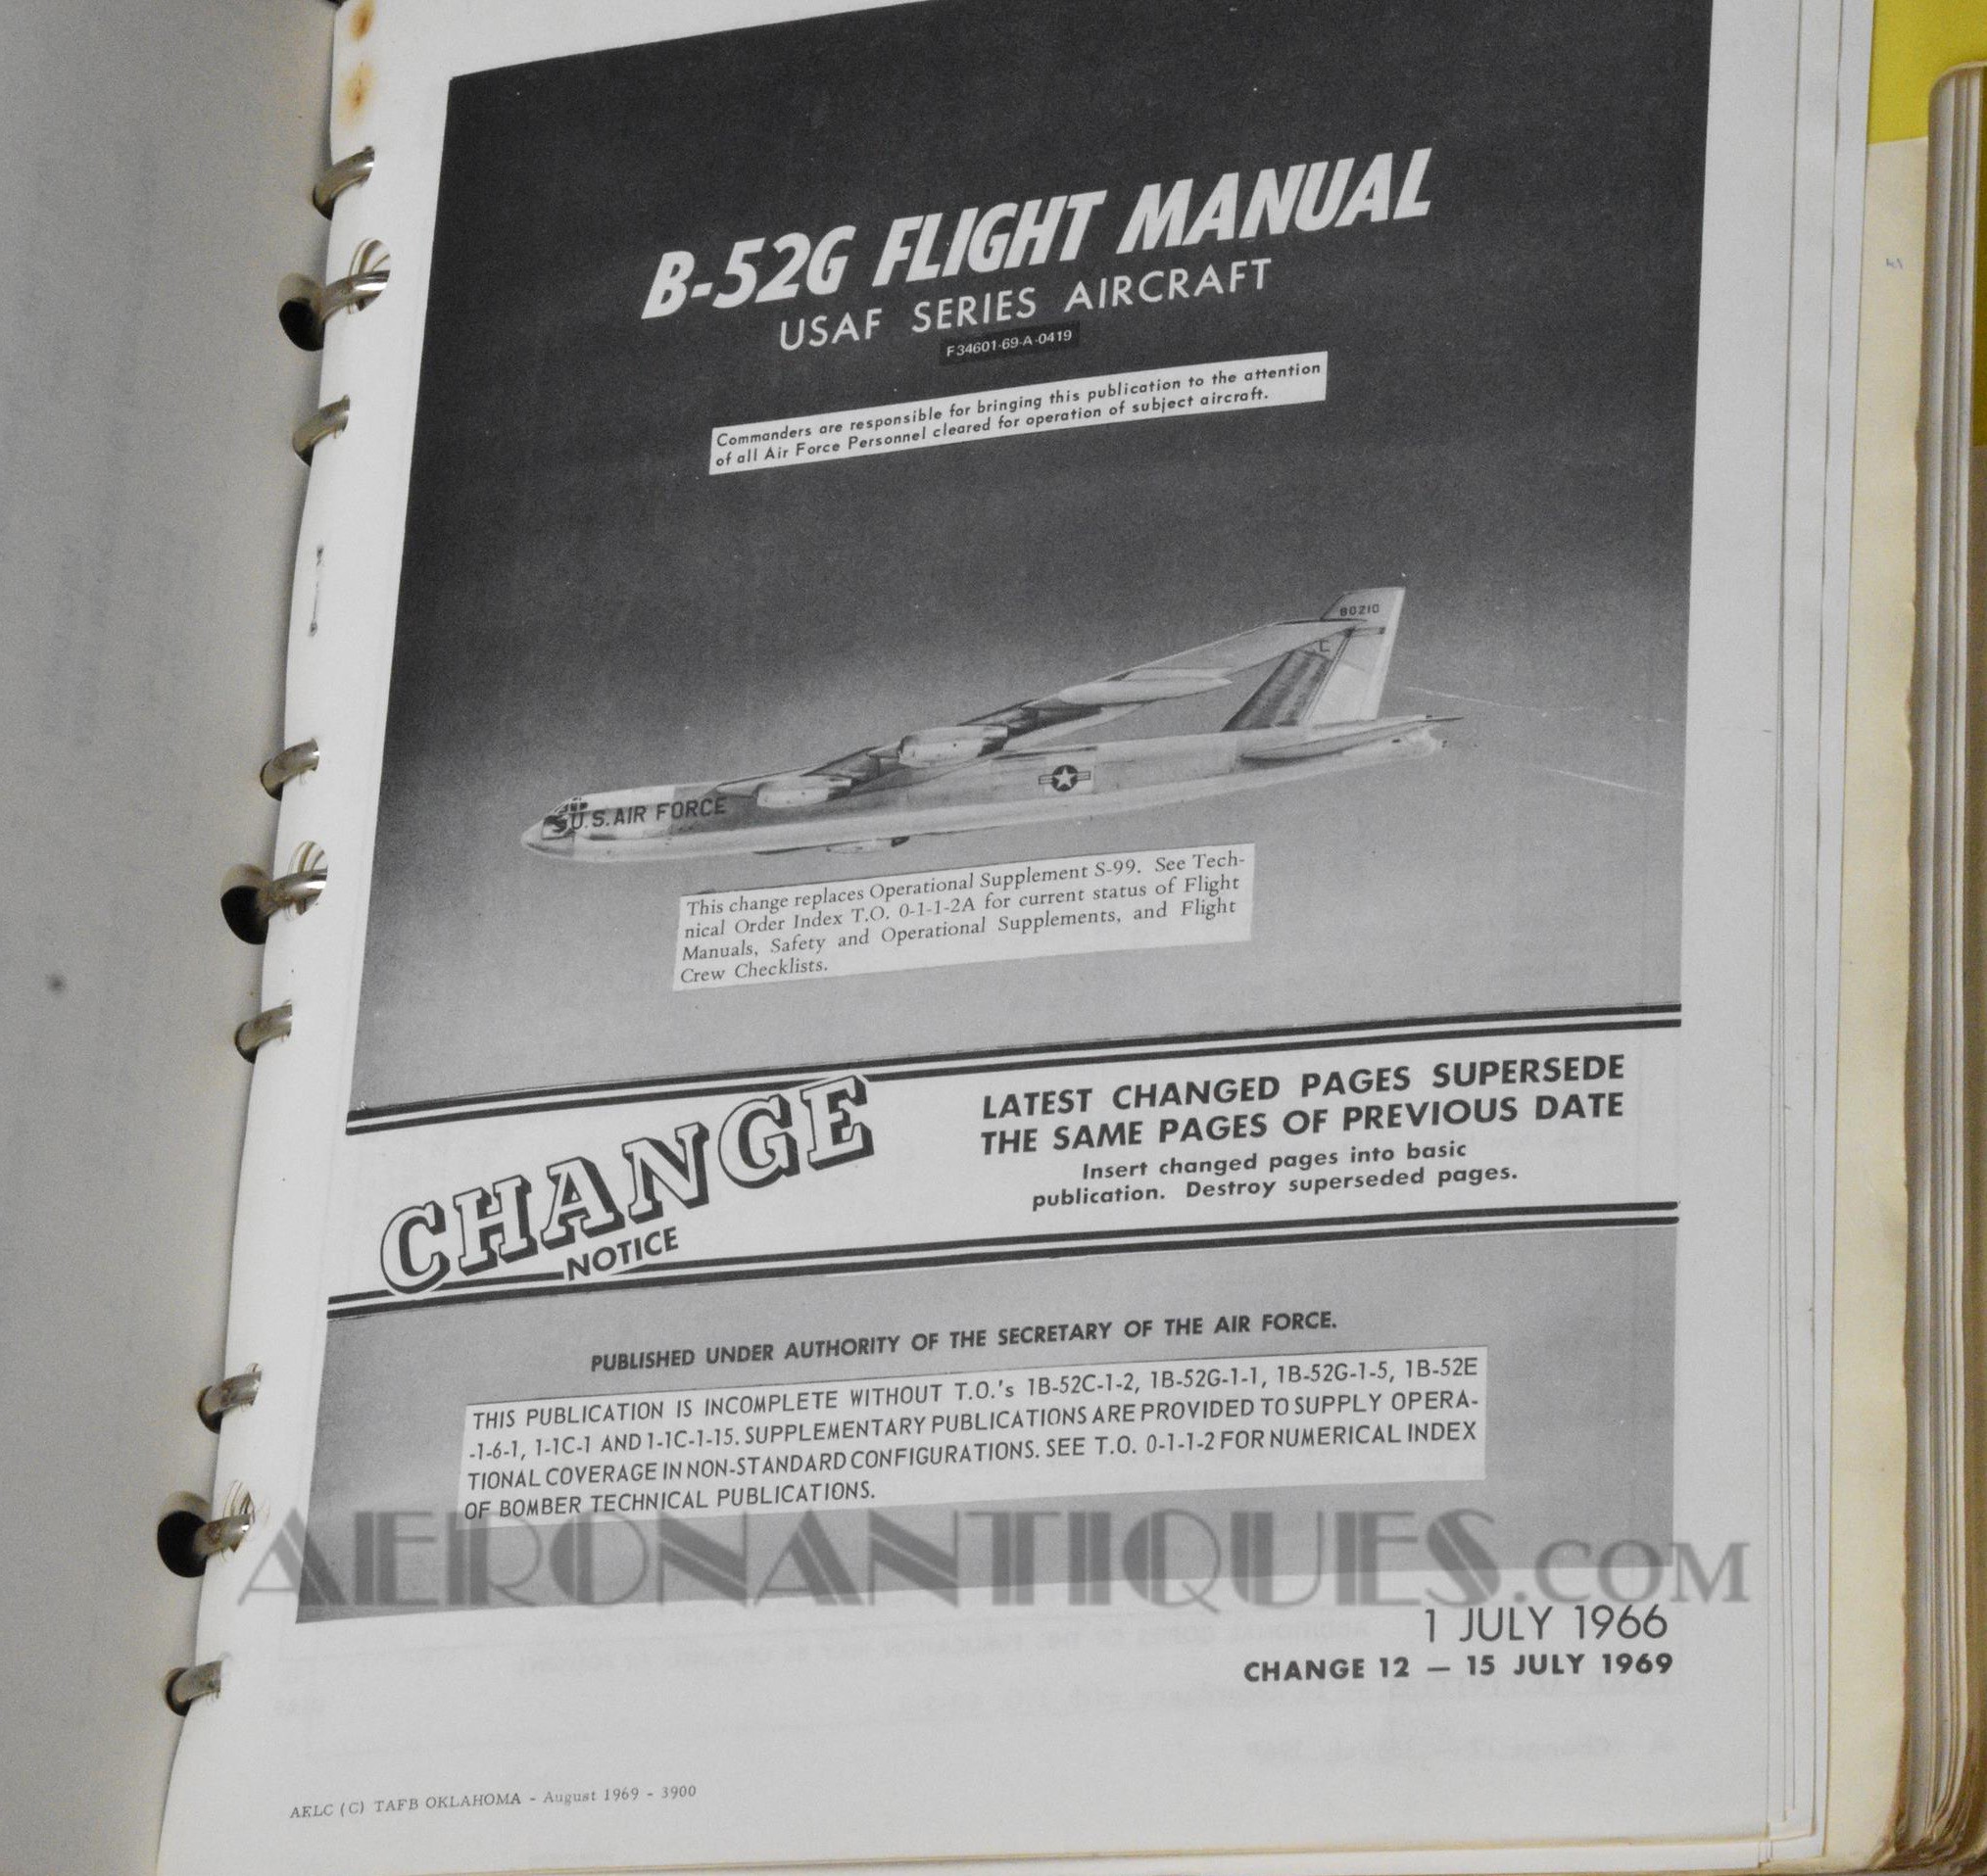 B-52G FLIGHT MANUAL
USAF SERIES AIRCRAFT
F34601-69-A-0419
Commanders are responsible for bringing this publication to the attention
of all Air Force Personnel cleared for operation of subject aircraft.
80210
U.S. AIR FORCE
This change replaces Operational Supplement S-99. See Tech-
nical Order Index T.O. 0-1-1-2A for current status of Flight
Manuals, Safety and Operational Supplements, and Flight
Crew Checklists.
CHANGE
NOTICE
LATEST CHANGED PAGES SUPERSEDE
THE SAME PAGES OF PREVIOUS DATE
Insert changed pages into basic
publication. Destroy superseded pages.
PUBLISHED UNDER AUTHORITY OF THE SECRETARY OF THE AIR FORCE.
THIS PUBLICATION IS INCOMPLETE WITHOUT T.O.'s 1B-52C-1-2, 1B-52G-1-1, 1B-52G-1-5, 1B-52E
-1-6-1, 1-1C-1 AND 1-1C-1-15. SUPPLEMENTARY PUBLICATIONS ARE PROVIDED TO SUPPLY OPERA-
TIONAL COVERAGE IN NON-STANDARD CONFIGURATIONS. SEE T.O. 0-1-1-2 FOR NUMERICAL INDEX
OF BOMBER TECHNICAL PUBLICATIONS.
AERONANTIQUES.COM
1 JULY 1966
CHANGE 12 — 15 JULY 1969
AFLC (C) TAFB OKLAHOMA - August 1969 - 3900